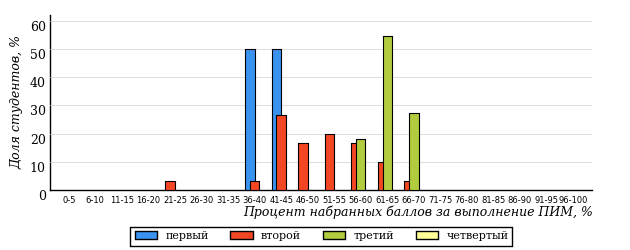 Доля студентов, %
60
50
40
30
20
10
0
0-5 6-10 11-15 16-20 21-25 26-30 31-35 36-40 41-45 46-50 51-55 56-60 61-65 66-70 71-75 76-80 81-85 86-90 91-95 96-100
Процент набранных баллов за выполнение ПИМ, %
первый второй третий четвертый